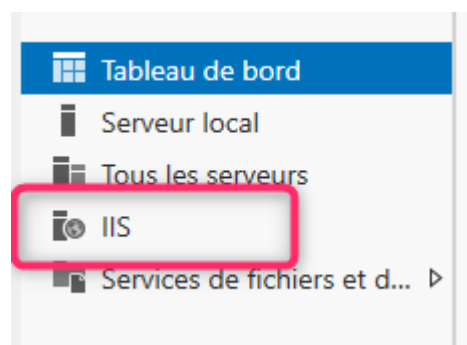 Tableau de bord
Serveur local
Tous les serveurs
IIS
Services de fichiers et d...